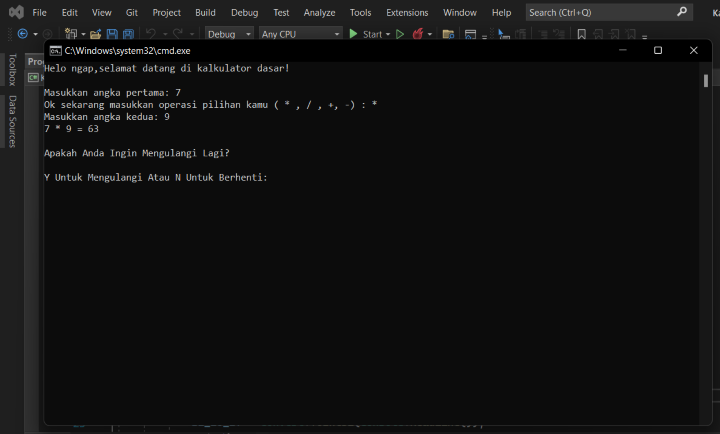 File Edit View Git Project Build Debug Test Analyze Tools Extensions Window Help Search (Ctrl+Q)
Debug Any CPU Start
C:\Windows\system32\cmd.exe
Toolbox
Data Sources
Helo ngap,selamat datang di kalkulator dasar!
Masukkan angka pertama: 7
Ok sekarang masukkan operasi pilihan kamu ( * , / , +, -) : *
Masukkan angka kedua: 9
7 * 9 = 63
Apakah Anda Ingin Mengulangi Lagi?
Y Untuk Mengulangi Atau N Untuk Berhenti: